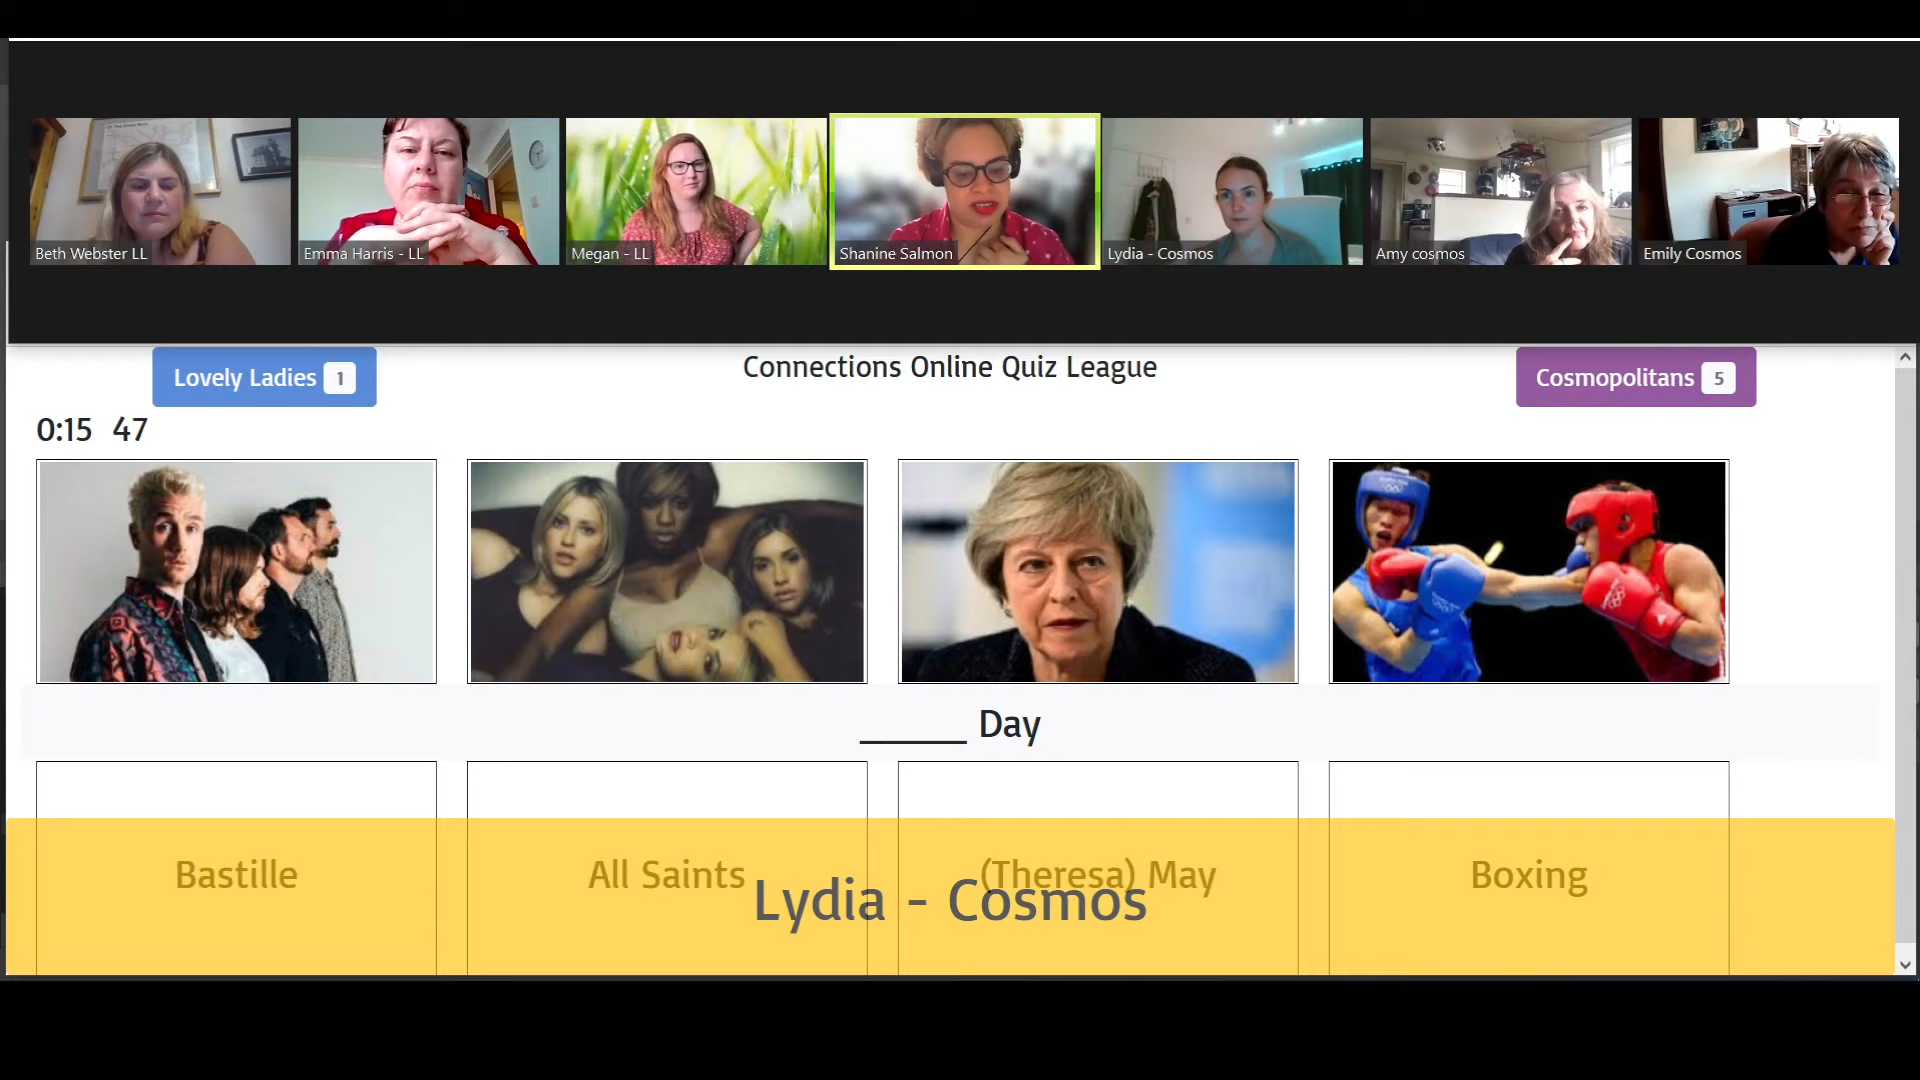 Beth Webster LL
Emma Harris - LL
Megan - LL
Shanine Salmon
Lydia - Cosmos
Amy cosmos
Emily Cosmos
Lovely Ladies 1
Connections Online Quiz League
Cosmopolitans 5
0:15 47
______ Day
Bastille
All Saints
(Theresa) May
Boxing
Lydia - Cosmos